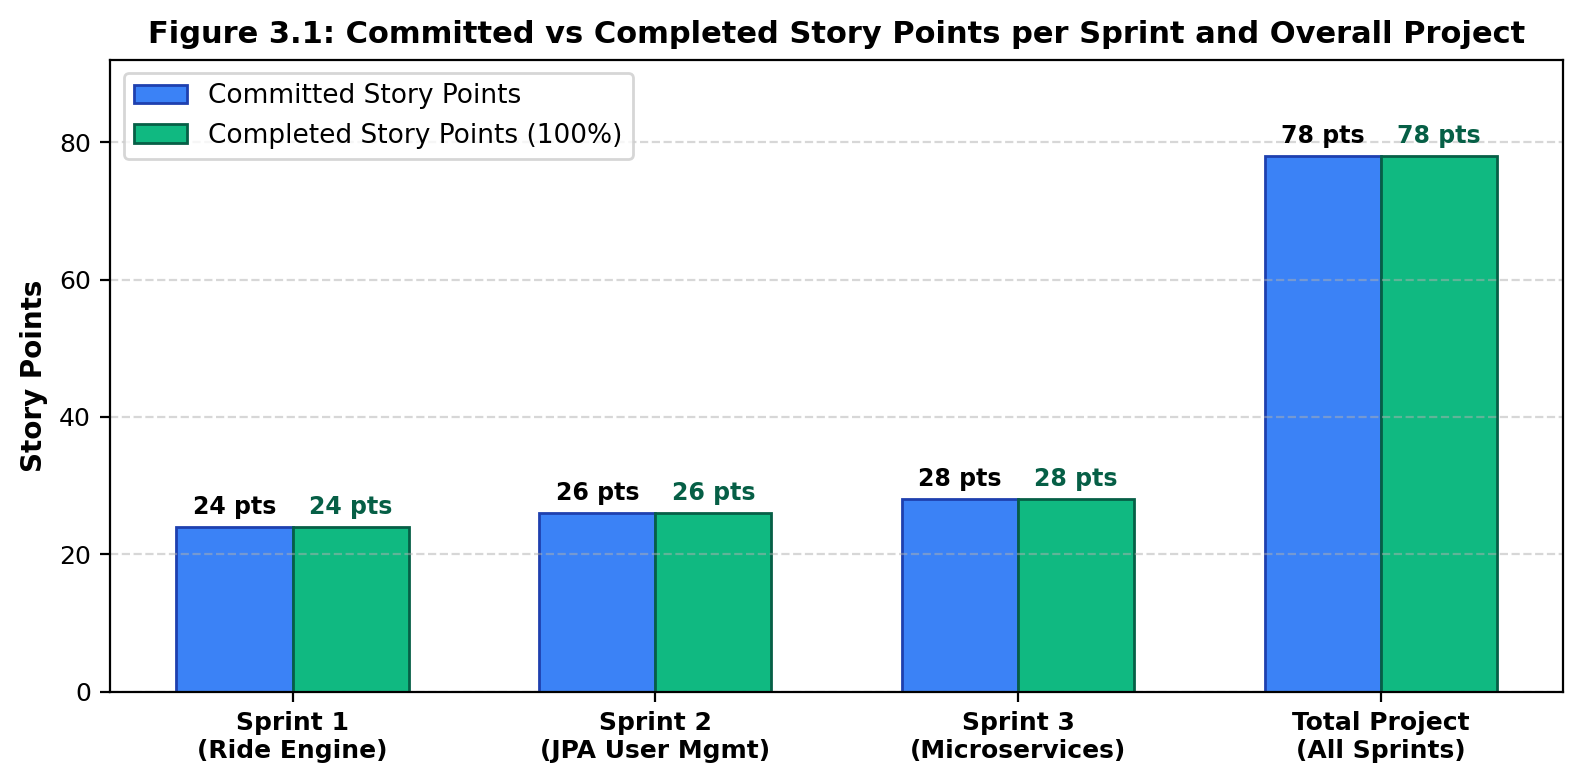 Figure 3.1: Committed vs Completed Story Points per Sprint and Overall Project
Committed Story Points
Completed Story Points (100%)
Story Points
80
60
40
20
0
24 pts
24 pts
26 pts
26 pts
28 pts
28 pts
78 pts
78 pts
Sprint 1
(Ride Engine)
Sprint 2
(JPA User Mgmt)
Sprint 3
(Microservices)
Total Project
(All Sprints)